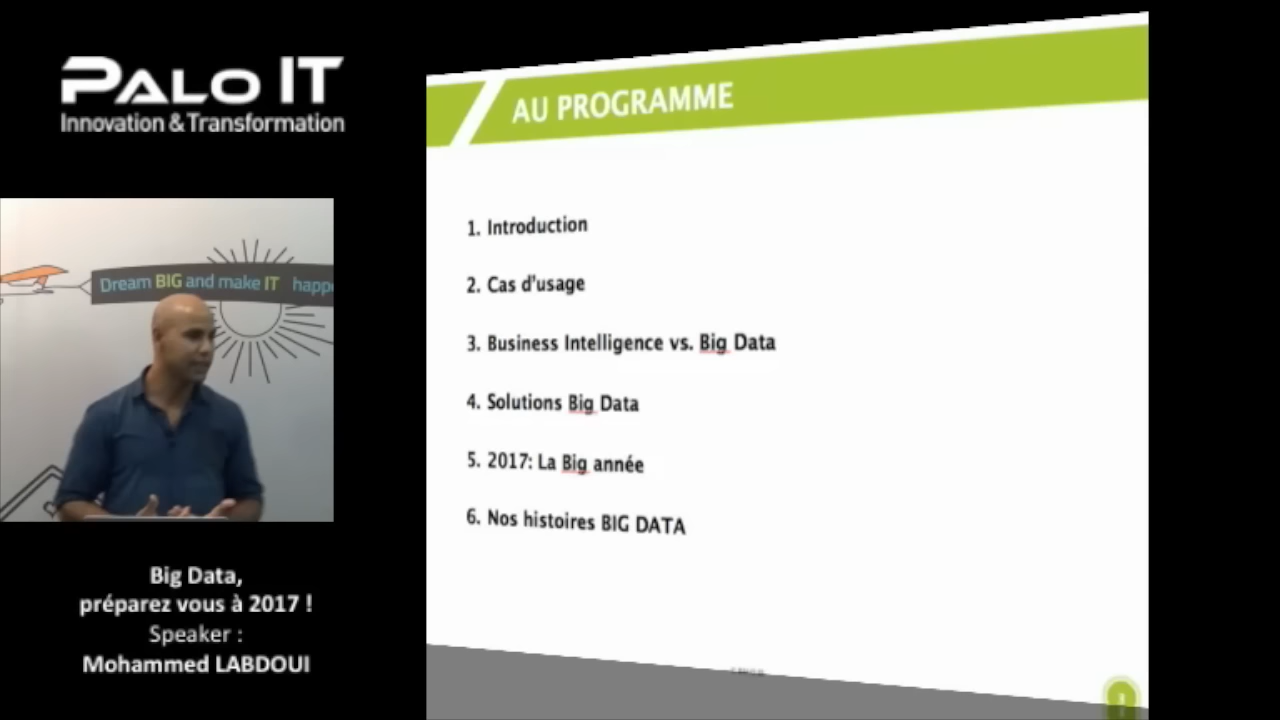 PALO IT
Innovation & Transformation
Dream BIG and make IT happe
Big Data,
préparez vous à 2017 !
Speaker :
Mohammed LABDOUI
AU PROGRAMME
1. Introduction
2. Cas d'usage
3. Business Intelligence vs. Big Data
4. Solutions Big Data
5. 2017: La Big année
6. Nos histoires BIG DATA